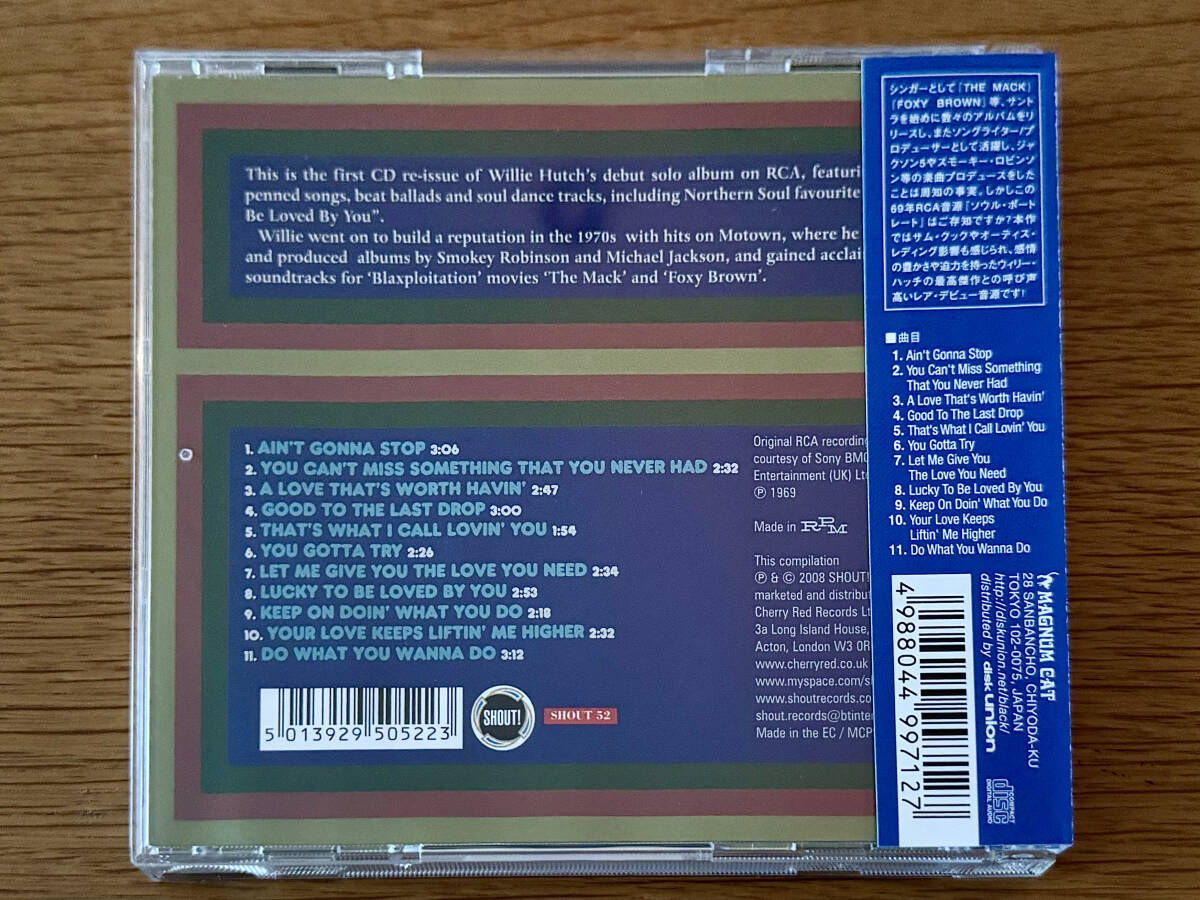 This is the first CD re-issue of Willie Hutch's debut solo album on RCA, featuri
penned songs, beat ballads and soul dance tracks, including Northern Soul favourite
Be Loved By You".
Willie went on to build a reputation in the 1970s with hits on Motown, where he
and produced albums by Smokey Robinson and Michael Jackson, and gained acclai
soundtracks for 'Blaxploitation' movies 'The Mack' and 'Foxy Brown'.
1. AIN'T GONNA STOP 3:06
2. YOU CAN'T MISS SOMETHING THAT YOU NEVER HAD 2:32
3. A LOVE THAT'S WORTH HAVIN' 2:47
4. GOOD TO THE LAST DROP 3:00
5. THAT'S WHAT I CALL LOVIN' YOU 1:54
6. YOU GOTTA TRY 2:26
7. LET ME GIVE YOU THE LOVE YOU NEED 2:34
8. LUCKY TO BE LOVED BY YOU 2:53
9. KEEP ON DOIN' WHAT YOU DO 2:18
10. YOUR LOVE KEEPS LIFTIN' ME HIGHER 2:32
11. DO WHAT YOU WANNA DO 3:12
5 013929 505223
SHOUT!
SHOUT 52
Original RCA recording
courtesy of Sony BMG
Entertainment (UK) Ltd
℗ 1969
Made in RPM
This compilation
℗ & © 2008 SHOUT!
marketed and distribut
Cherry Red Records Lt
3a Long Island House,
Acton, London W3 0R
www.cherryred.co.uk
www.myspace.com/s
www.shoutrecords.co
shout.records@btinter
Made in the EC / MCP
シンガーとして『THE MACK』
『FOXY BROWN』等、サント
ラを始めに数々のアルバムをリ
リースし、またソングライター/プ
ロデューサーとして活躍し、ジャ
クソン5やスモーキー・ロビンソ
ン等の楽曲プロデュースをした
ことは周知の事実。しかしこの
69年RCA音源『ソウル・ポート
レート』はご存知ですか?本作
ではサム・クックやオーティス・
レディング影響も感じられ、感情
の豊かさや迫力を持ったウィリー・
ハッチの最高傑作との呼び声
高いレア・デビュー音源です!
■曲目
1. Ain't Gonna Stop
2. You Can't Miss Something
That You Never Had
3. A Love That's Worth Havin'
4. Good To The Last Drop
5. That's What I Call Lovin' You
6. You Gotta Try
7. Let Me Give You
The Love You Need
8. Lucky To Be Loved By You
9. Keep On Doin' What You Do
10. Your Love Keeps
Liftin' Me Higher
11. Do What You Wanna Do
4 988044 997127
MAGNUM CAT
28 SANBANCHO, CHIYODA-KU
TOKYO 102-0075, JAPAN
http://diskunion.net/black/
distributed by disk union
COMPACT
disc
DIGITAL AUDIO